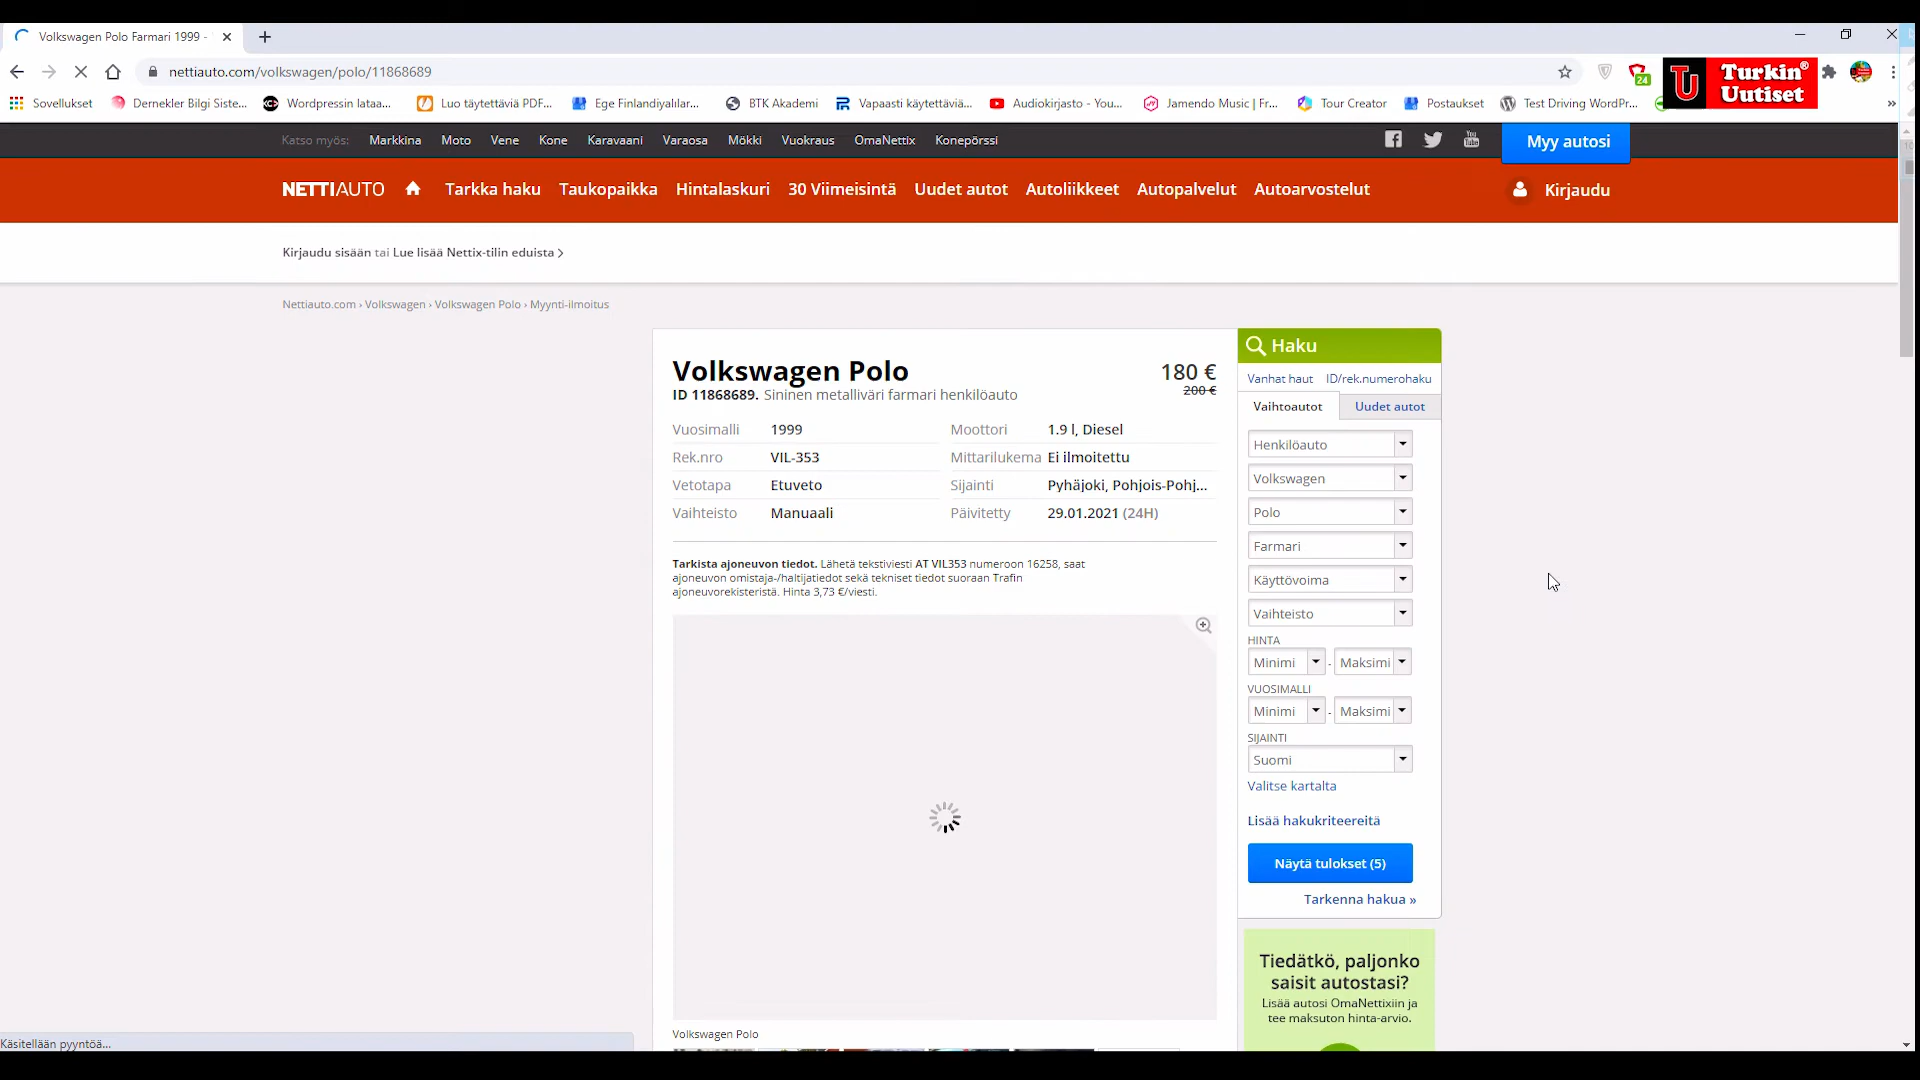 Volkswagen Polo Farmari 1999 -
nettiauto.com/volkswagen/polo/11868689
24
Turkin®
Uutiset
Sovellukset
Dernekler Bilgi Siste...
Wordpressin lataa...
Luo täytettäviä PDF...
Ege Finlandiyalılar...
BTK Akademi
Vapaasti käytettäviä...
Audiokirjasto - You...
Jamendo Music | Fr...
Tour Creator
Postaukset
Test Driving WordPr...
»
Katso myös:
Markkina
Moto
Vene
Kone
Karavaani
Varaosa
Mökki
Vuokraus
OmaNettix
Konepörssi
Myy autosi
NETTIAUTO
Tarkka haku
Taukopaikka
Hintalaskuri
30 Viimeisintä
Uudet autot
Autoliikkeet
Autopalvelut
Autoarvostelut
Kirjaudu
Kirjaudu sisään tai Lue lisää Nettix-tilin eduista >
Nettiauto.com › Volkswagen › Volkswagen Polo › Myynti-ilmoitus
Volkswagen Polo
180 €
ID 11868689. Sininen metalliväri farmari henkilöauto
200 €
Vuosimalli 1999
Moottori 1.9 l, Diesel
Rek.nro VIL-353
Mittarilukema Ei ilmoitettu
Vetotapa Etuveto
Sijainti Pyhäjoki, Pohjois-Pohj...
Vaihteisto Manuaali
Päivitetty 29.01.2021 (24H)
Tarkista ajoneuvon tiedot. Lähetä tekstiviesti AT VIL353 numeroon 16258, saat
ajoneuvon omistaja-/haltijatiedot sekä tekniset tiedot suoraan Trafin
ajoneuvorekisteristä. Hinta 3,73 €/viesti.
Volkswagen Polo
Haku
Vanhat haut
ID/rek.numerohaku
Vaihtoautot
Uudet autot
Henkilöauto
Volkswagen
Polo
Farmari
Käyttövoima
Vaihteisto
HINTA
Minimi - Maksimi
VUOSIMALLI
Minimi - Maksimi
SIJAINTI
Suomi
Valitse kartalta
Lisää hakukriteereitä
Näytä tulokset (5)
Tarkenna hakua »
Tiedätkö, paljonko
saisit autostasi?
Lisää autosi OmaNettixiin ja
tee maksuton hinta-arvio.
Käsitellään pyyntöä...